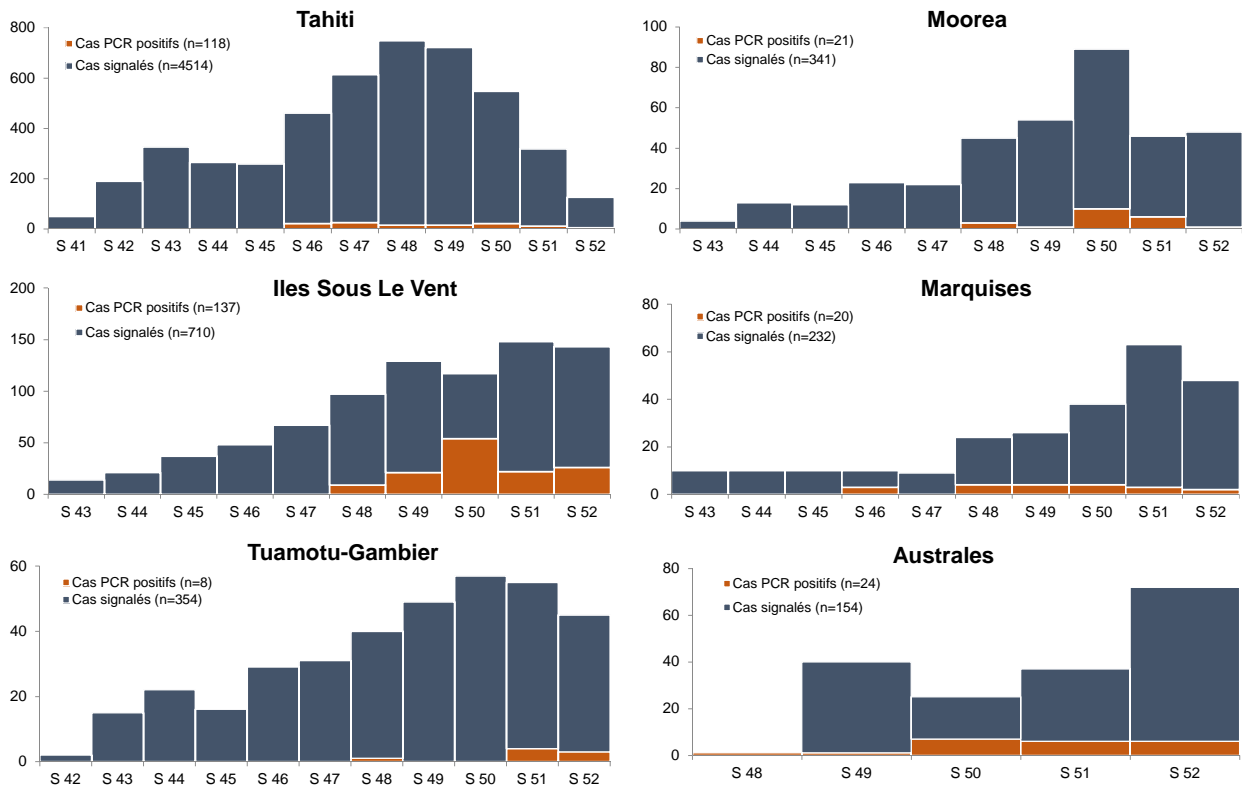 Tahiti
Cas PCR positifs (n=118)
Cas signalés (n=4514)
800
600
400
200
0
S 41 S 42 S 43 S 44 S 45 S 46 S 47 S 48 S 49 S 50 S 51 S 52
Moorea
Cas PCR positifs (n=21)
Cas signalés (n=341)
100
80
60
40
20
0
S 43 S 44 S 45 S 46 S 47 S 48 S 49 S 50 S 51 S 52
Iles Sous Le Vent
Cas PCR positifs (n=137)
Cas signalés (n=710)
200
150
100
50
0
S 43 S 44 S 45 S 46 S 47 S 48 S 49 S 50 S 51 S 52
Marquises
Cas PCR positifs (n=20)
Cas signalés (n=232)
80
60
40
20
0
S 43 S 44 S 45 S 46 S 47 S 48 S 49 S 50 S 51 S 52
Tuamotu-Gambier
Cas PCR positifs (n=8)
Cas signalés (n=354)
60
40
20
0
S 42 S 43 S 44 S 45 S 46 S 47 S 48 S 49 S 50 S 51 S 52
Australes
Cas PCR positifs (n=24)
Cas signalés (n=154)
80
60
40
20
0
S 48 S 49 S 50 S 51 S 52